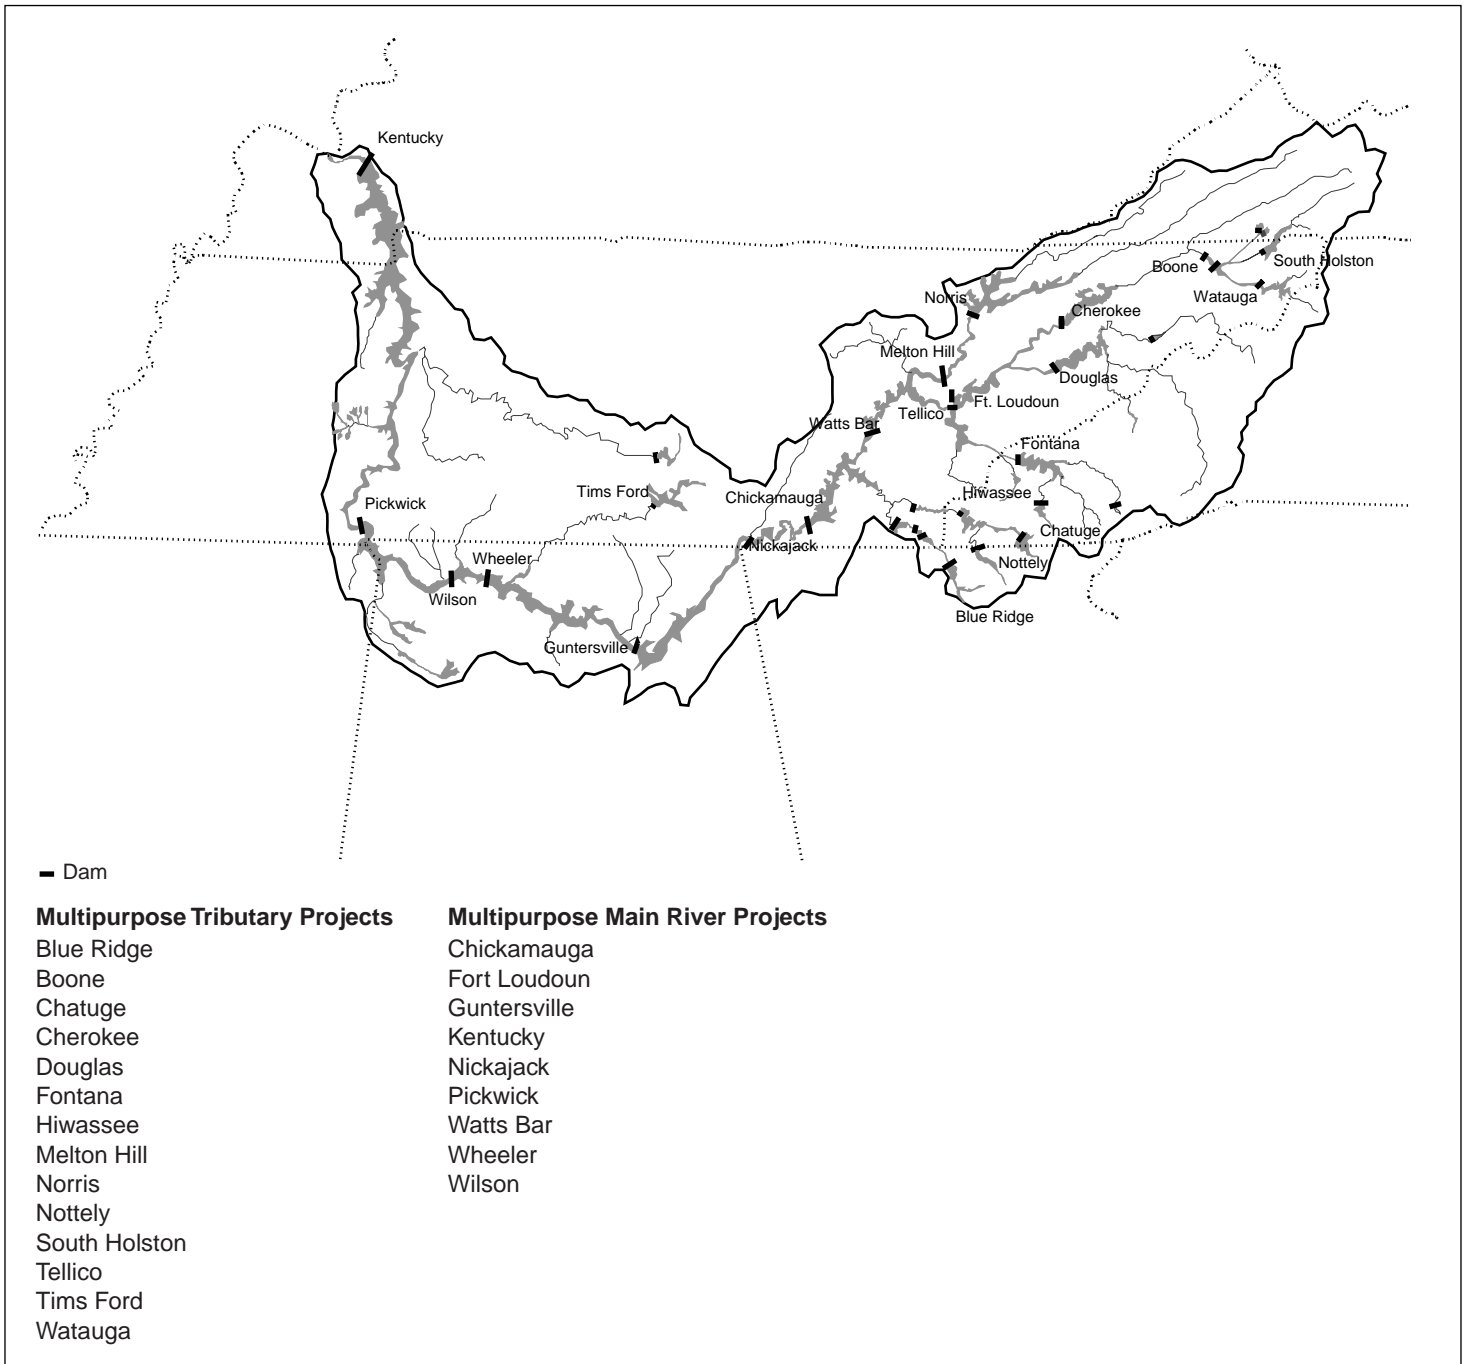 Kentucky
Boone
South Holston
Watauga
Norris
Cherokee
Melton Hill
Douglas
Ft. Loudoun
Tellico
Watts Bar
Fontana
Tims Ford
Hiwassee
Chickamauga
Pickwick
Chatuge
Nickajack
Wheeler
Nottely
Wilson
Blue Ridge
Guntersville
Dam
Multipurpose Tributary Projects
Blue Ridge
Boone
Chatuge
Cherokee
Douglas
Fontana
Hiwassee
Melton Hill
Norris
Nottely
South Holston
Tellico
Tims Ford
Watauga
Multipurpose Main River Projects
Chickamauga
Fort Loudoun
Guntersville
Kentucky
Nickajack
Pickwick
Watts Bar
Wheeler
Wilson